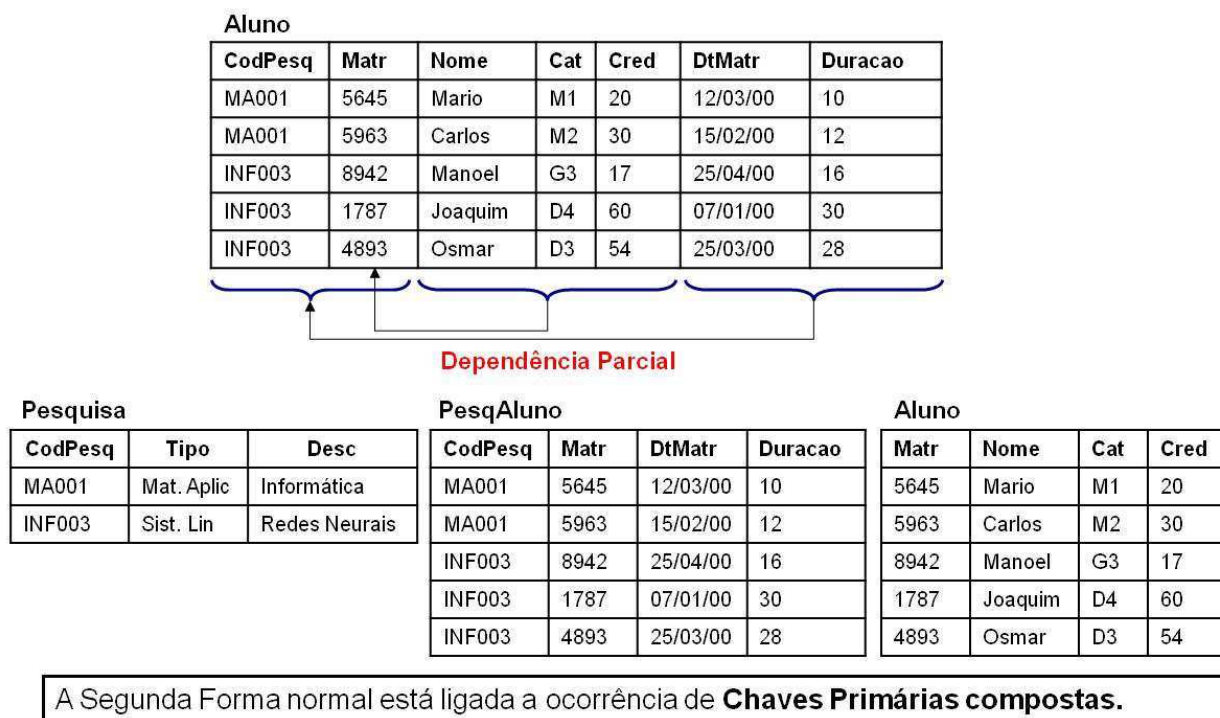 Aluno
CodPesq Matr Nome Cat Cred DtMatr Duracao
MA001 5645 Mario M1 20 12/03/00 10
MA001 5963 Carlos M2 30 15/02/00 12
INF003 8942 Manoel G3 17 25/04/00 16
INF003 1787 Joaquim D4 60 07/01/00 30
INF003 4893 Osmar D3 54 25/03/00 28
Dependência Parcial
Pesquisa
CodPesq Tipo Desc
MA001 Mat. Aplic Informática
INF003 Sist. Lin Redes Neurais
PesqAluno
CodPesq Matr DtMatr Duracao
MA001 5645 12/03/00 10
MA001 5963 15/02/00 12
INF003 8942 25/04/00 16
INF003 1787 07/01/00 30
INF003 4893 25/03/00 28
Aluno
Matr Nome Cat Cred
5645 Mario M1 20
5963 Carlos M2 30
8942 Manoel G3 17
1787 Joaquim D4 60
4893 Osmar D3 54
A Segunda Forma normal está ligada a ocorrência de Chaves Primárias compostas.